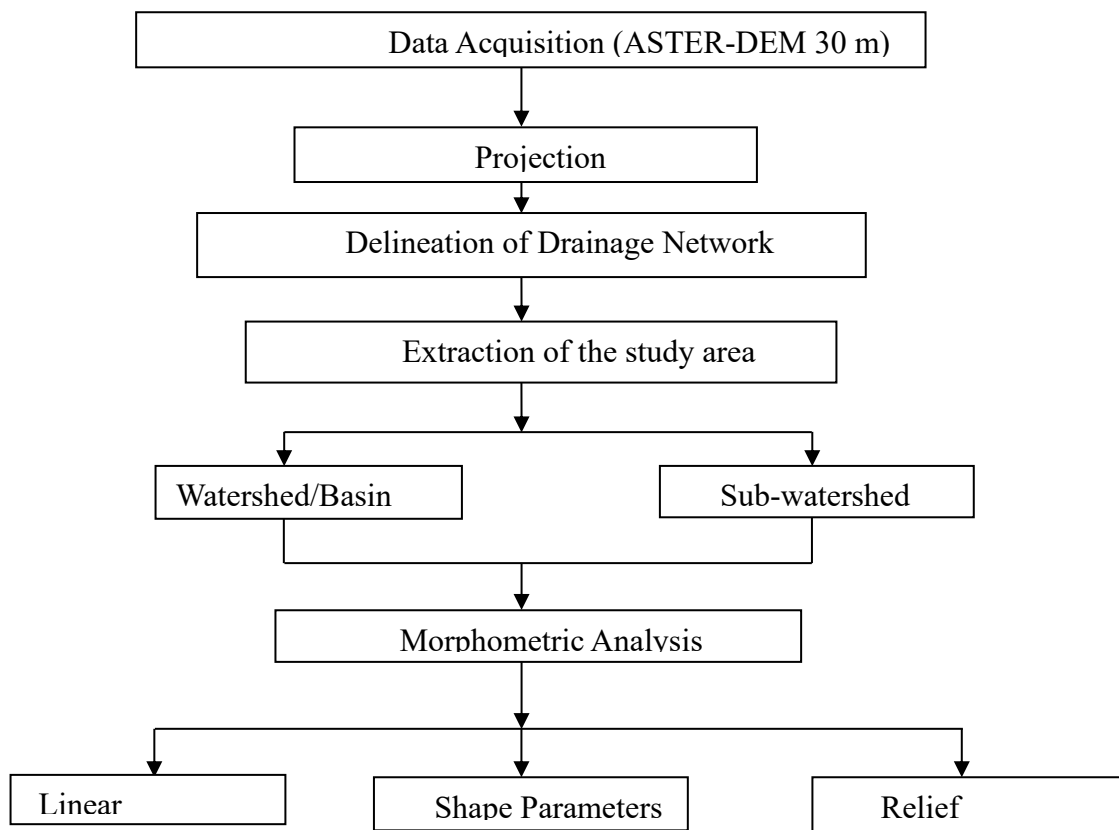 Data Acquisition (ASTER-DEM 30 m)
Projection
Delineation of Drainage Network
Extraction of the study area
Watershed/Basin
Sub-watershed
Morphometric Analysis
Linear
Shape Parameters
Relief